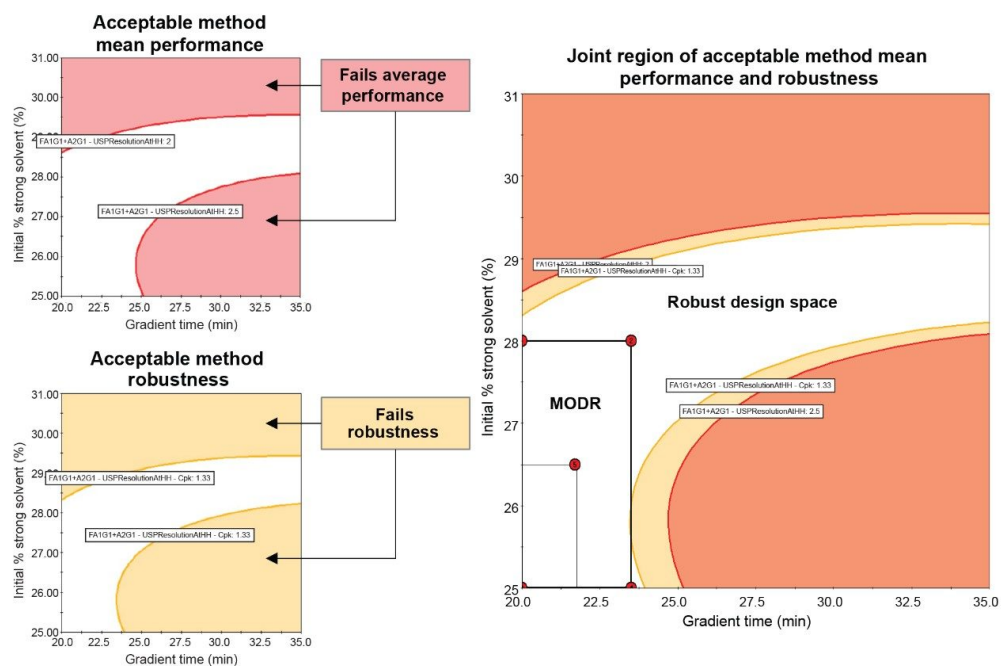 Acceptable method
mean performance
31.00
30.00
29.00
28.00
27.00
26.00
25.00
Initial % strong solvent (%)
FA1G1+A2G1 - USPResolutionAtHH: 2
FA1G1+A2G1 - USPResolutionAtHH: 2.5
20.0 22.5 25.0 27.5 30.0 32.5 35.0
Gradient time (min)
Fails average
performance
Acceptable method
robustness
31.00
30.00
29.00
28.00
27.00
26.00
25.00
Initial % strong solvent (%)
FA1G1+A2G1 - USPResolutionAtHH - Cpk: 1.33
FA1G1+A2G1 - USPResolutionAtHH - Cpk: 1.33
20.0 22.5 25.0 27.5 30.0 32.5 35.0
Gradient time (min)
Fails
robustness
Joint region of acceptable method mean
performance and robustness
31
30
29
28
27
26
25
Initial % strong solvent (%)
FA1G1+A2G1 - USPResolutionAtHH: 2
FA1G1+A2G1 - USPResolutionAtHH - Cpk: 1.33
Robust design space
FA1G1+A2G1 - USPResolutionAtHH - Cpk: 1.33
FA1G1+A2G1 - USPResolutionAtHH: 2.5
MODR
20.0 22.5 25.0 27.5 30.0 32.5 35.0
Gradient time (min)